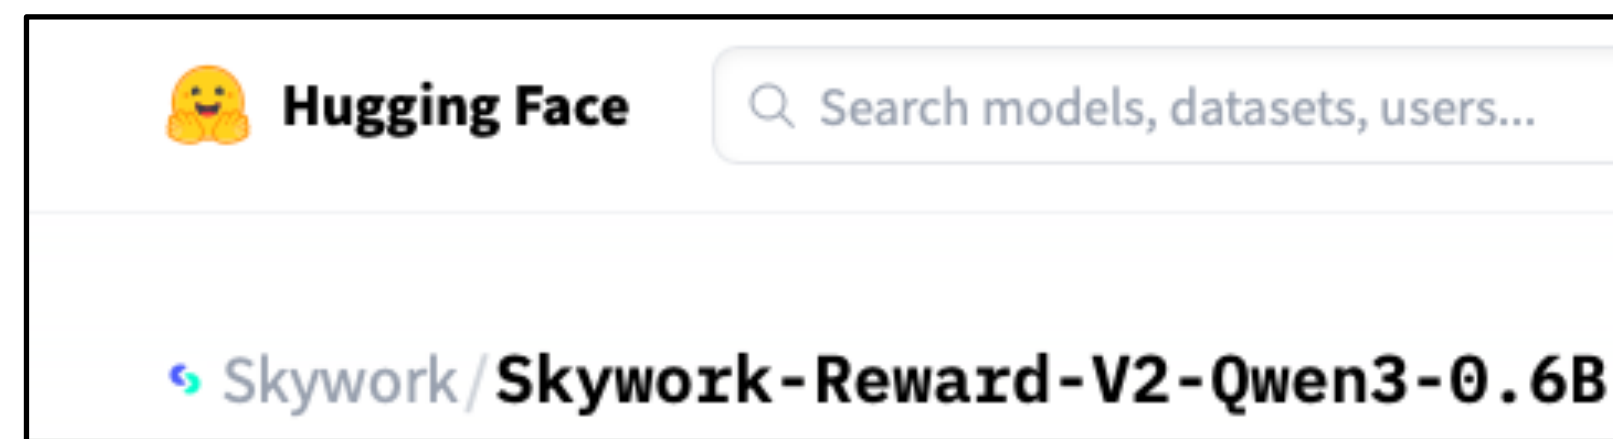 Hugging Face Search models, datasets, users...
Skywork/Skywork-Reward-V2-Qwen3-0.6B